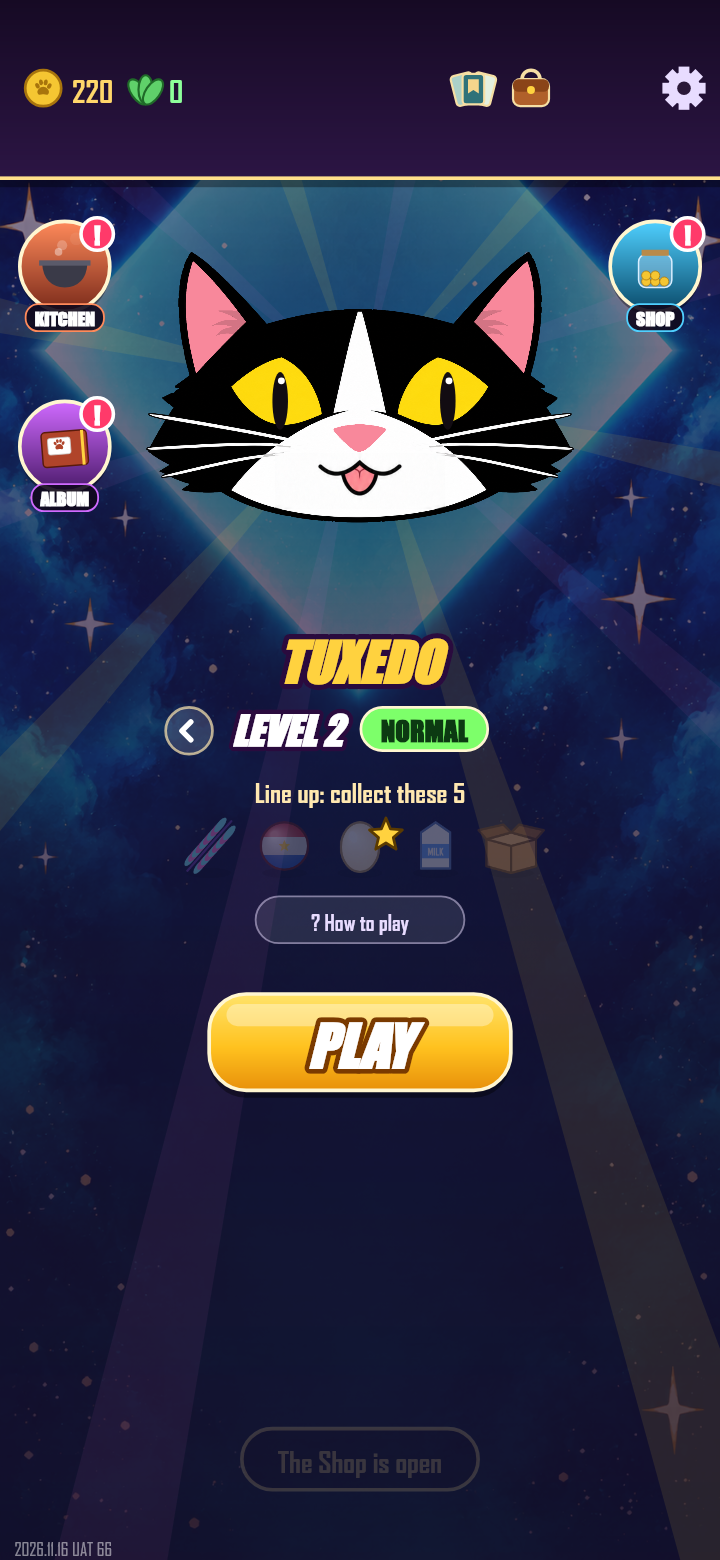 220
0
!
!
KITCHEN
SHOP
!
ALBUM
TUXEDO
LEVEL 2
NORMAL
Line up: collect these 5
MILK
? How to play
PLAY
The Shop is open
2026.11.16 UAT 66